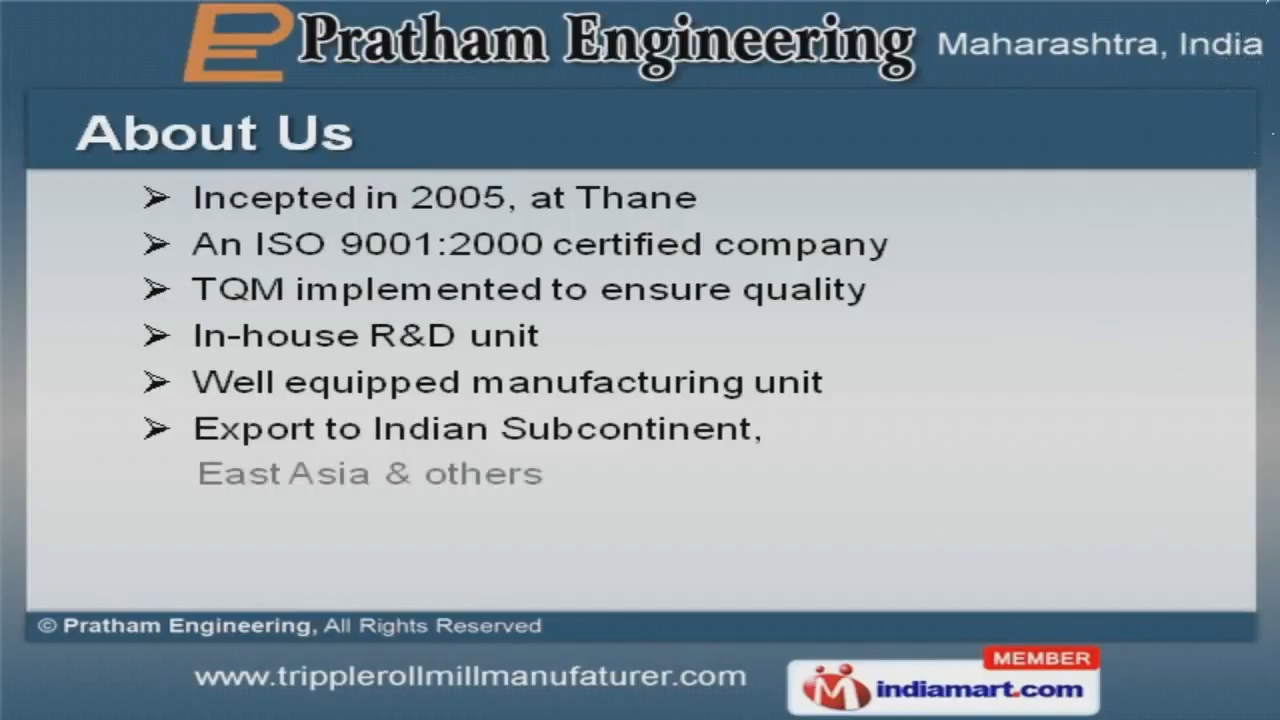 Pratham Engineering Maharashtra, India
About Us
➢ Incepted in 2005, at Thane
➢ An ISO 9001:2000 certified company
➢ TQM implemented to ensure quality
➢ In-house R&D unit
➢ Well equipped manufacturing unit
➢ Export to Indian Subcontinent,
East Asia & others
© Pratham Engineering, All Rights Reserved
www.tripplerollmillmanufaturer.com
MEMBER
indiamart.com